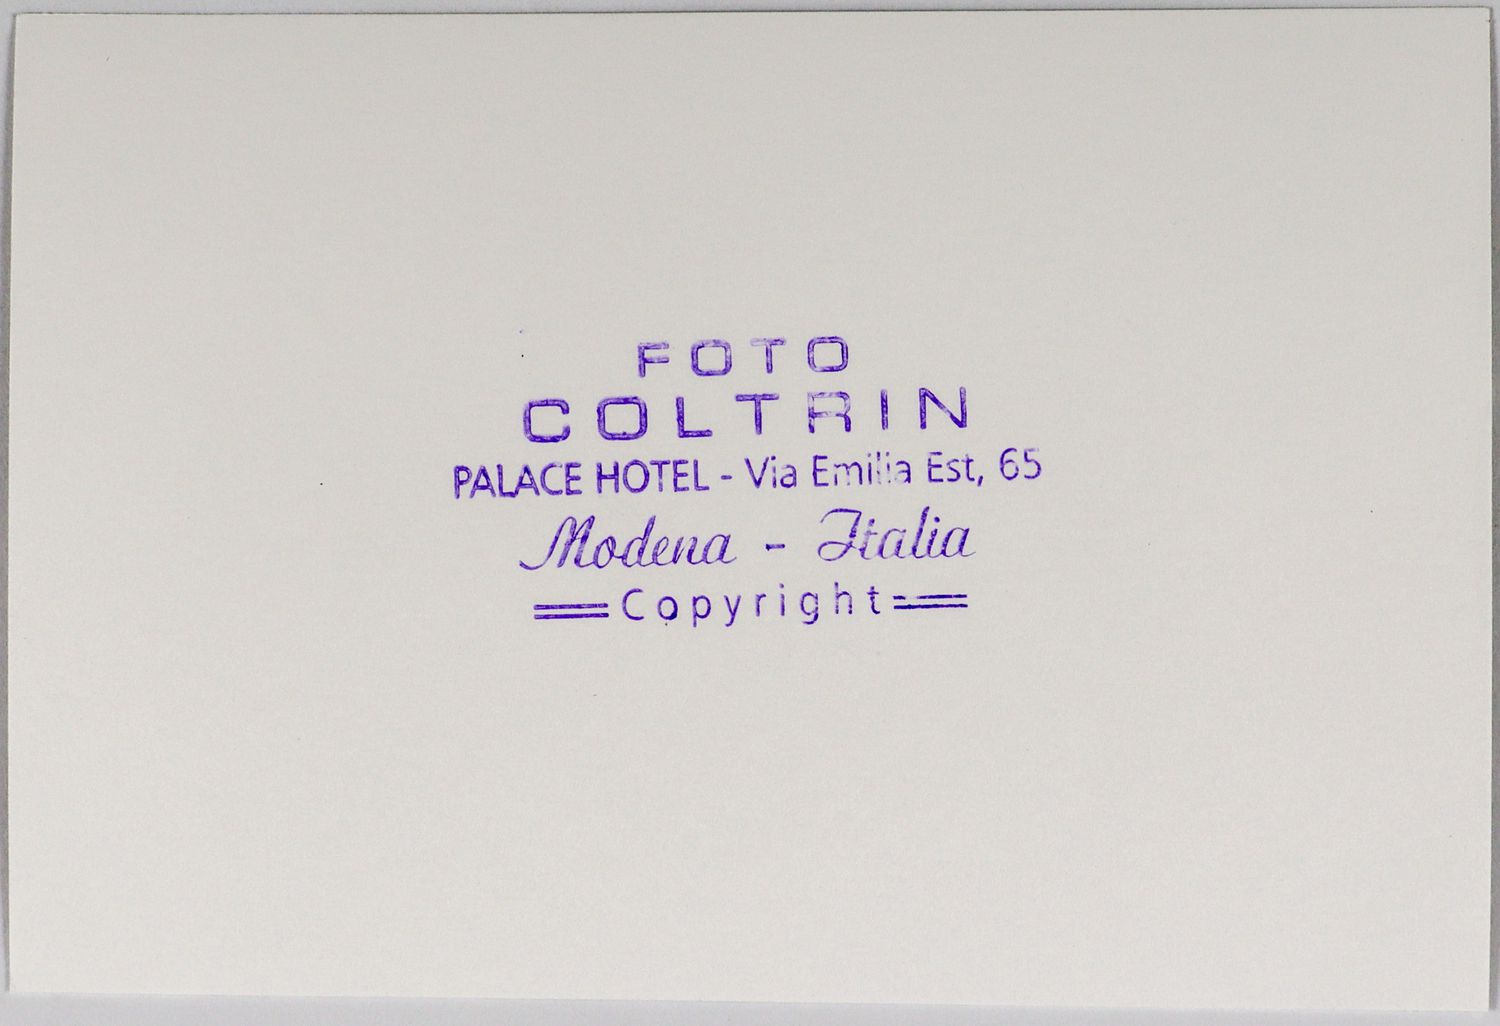 FOTO
COLTRIN
PALACE HOTEL - Via Emilia Est, 65
Modena - Italia
Copyright